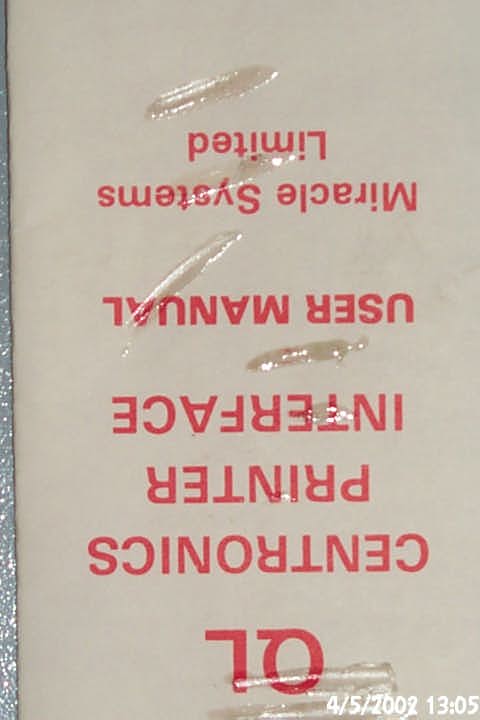 QL
CENTRONICS
PRINTER
INTERFACE
USER MANUAL
Miracle Systems
Limited
4/5/2002 13:05